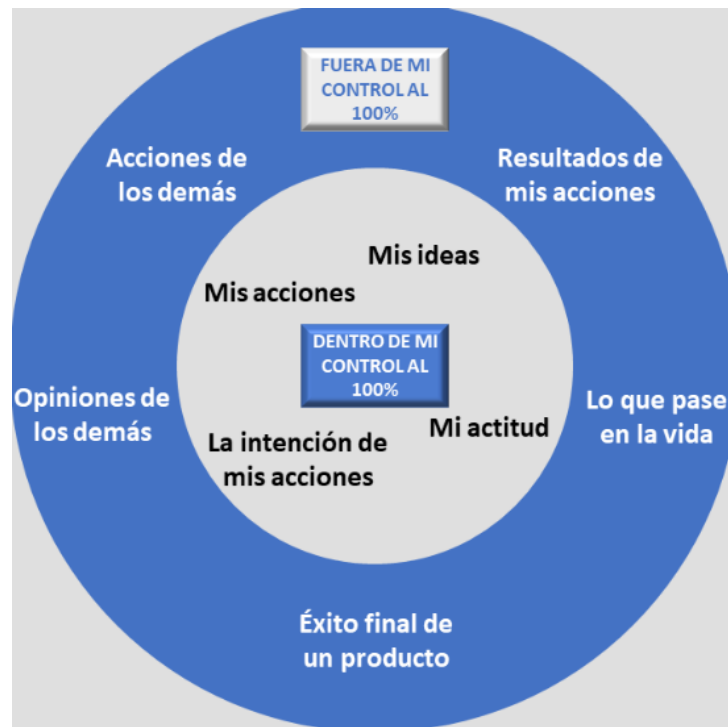 FUERA DE MI
CONTROL AL
100%
Acciones de
los demás
Resultados de
mis acciones
Mis ideas
Mis acciones
DENTRO DE MI
CONTROL AL
100%
Opiniones de
los demás
Lo que pase
en la vida
Mi actitud
La intención de
mis acciones
Éxito final de
un producto